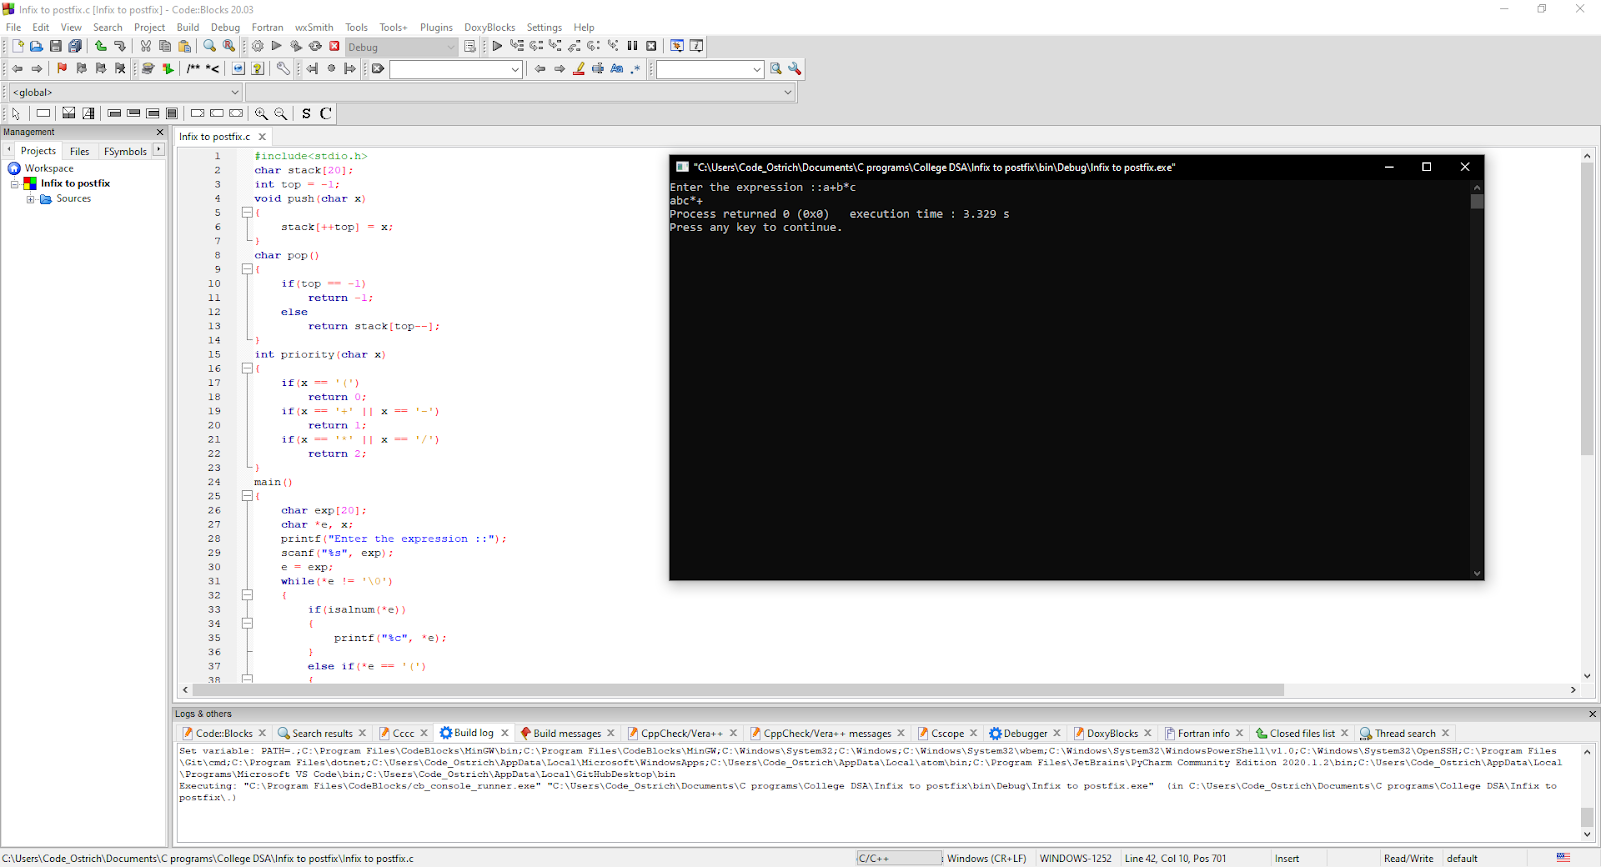 Infix to postfix.c [Infix to postfix] - Code::Blocks 20.03
File Edit View Search Project Build Debug Fortran wxSmith Tools Tools+ Plugins DoxyBlocks Settings Help
Debug
/** *<
Aa .*
<global>
S C
Management
Projects Files FSymbols
Workspace
Infix to postfix
Sources
Infix to postfix.c
1 #include<stdio.h>
2 char stack[20];
3 int top = -1;
4 void push(char x)
5 {
6 stack[++top] = x;
7 }
8 char pop()
9 {
10 if(top == -1)
11 return -1;
12 else
13 return stack[top--];
14 }
15 int priority(char x)
16 {
17 if(x == '(')
18 return 0;
19 if(x == '+' || x == '-')
20 return 1;
21 if(x == '*' || x == '/')
22 return 2;
23 }
24 main()
25 {
26 char exp[20];
27 char *e, x;
28 printf("Enter the expression ::");
29 scanf("%s", exp);
30 e = exp;
31 while(*e != '\0')
32 {
33 if(isalnum(*e))
34 {
35 printf("%c", *e);
36 }
37 else if(*e == '(')
38 {
"C:\Users\Code_Ostrich\Documents\C programs\College DSA\Infix to postfix\bin\Debug\Infix to postfix.exe"
Enter the expression ::a+b*c
abc*+
Process returned 0 (0x0) execution time : 3.329 s
Press any key to continue.
Logs & others
Code::Blocks Search results Cccc Build log Build messages CppCheck/Vera++ CppCheck/Vera++ messages Cscope Debugger DoxyBlocks Fortran info Closed files list Thread search
Set variable: PATH=.;C:\Program Files\CodeBlocks\MinGW\bin;C:\Program Files\CodeBlocks\MinGW;C:\Windows\System32;C:\Windows;C:\Windows\System32\wbem;C:\Windows\System32\WindowsPowerShell\v1.0;C:\Windows\System32\OpenSSH;C:\Program Files
\Git\cmd;C:\Program Files\dotnet;C:\Users\Code_Ostrich\AppData\Local\Microsoft\WindowsApps;C:\Users\Code_Ostrich\AppData\Local\atom\bin;C:\Program Files\JetBrains\PyCharm Community Edition 2020.1.2\bin;C:\Users\Code_Ostrich\AppData\Local
\Programs\Microsoft VS Code\bin;C:\Users\Code_Ostrich\AppData\Local\GitHubDesktop\bin
Executing: "C:\Program Files\CodeBlocks/cb_console_runner.exe" "C:\Users\Code_Ostrich\Documents\C programs\College DSA\Infix to postfix\bin\Debug\Infix to postfix.exe" (in C:\Users\Code_Ostrich\Documents\C programs\College DSA\Infix to
postfix\.)
C:\Users\Code_Ostrich\Documents\C programs\College DSA\Infix to postfix\Infix to postfix.c C/C++ Windows (CR+LF) WINDOWS-1252 Line 42, Col 10, Pos 701 Insert Read/Write default